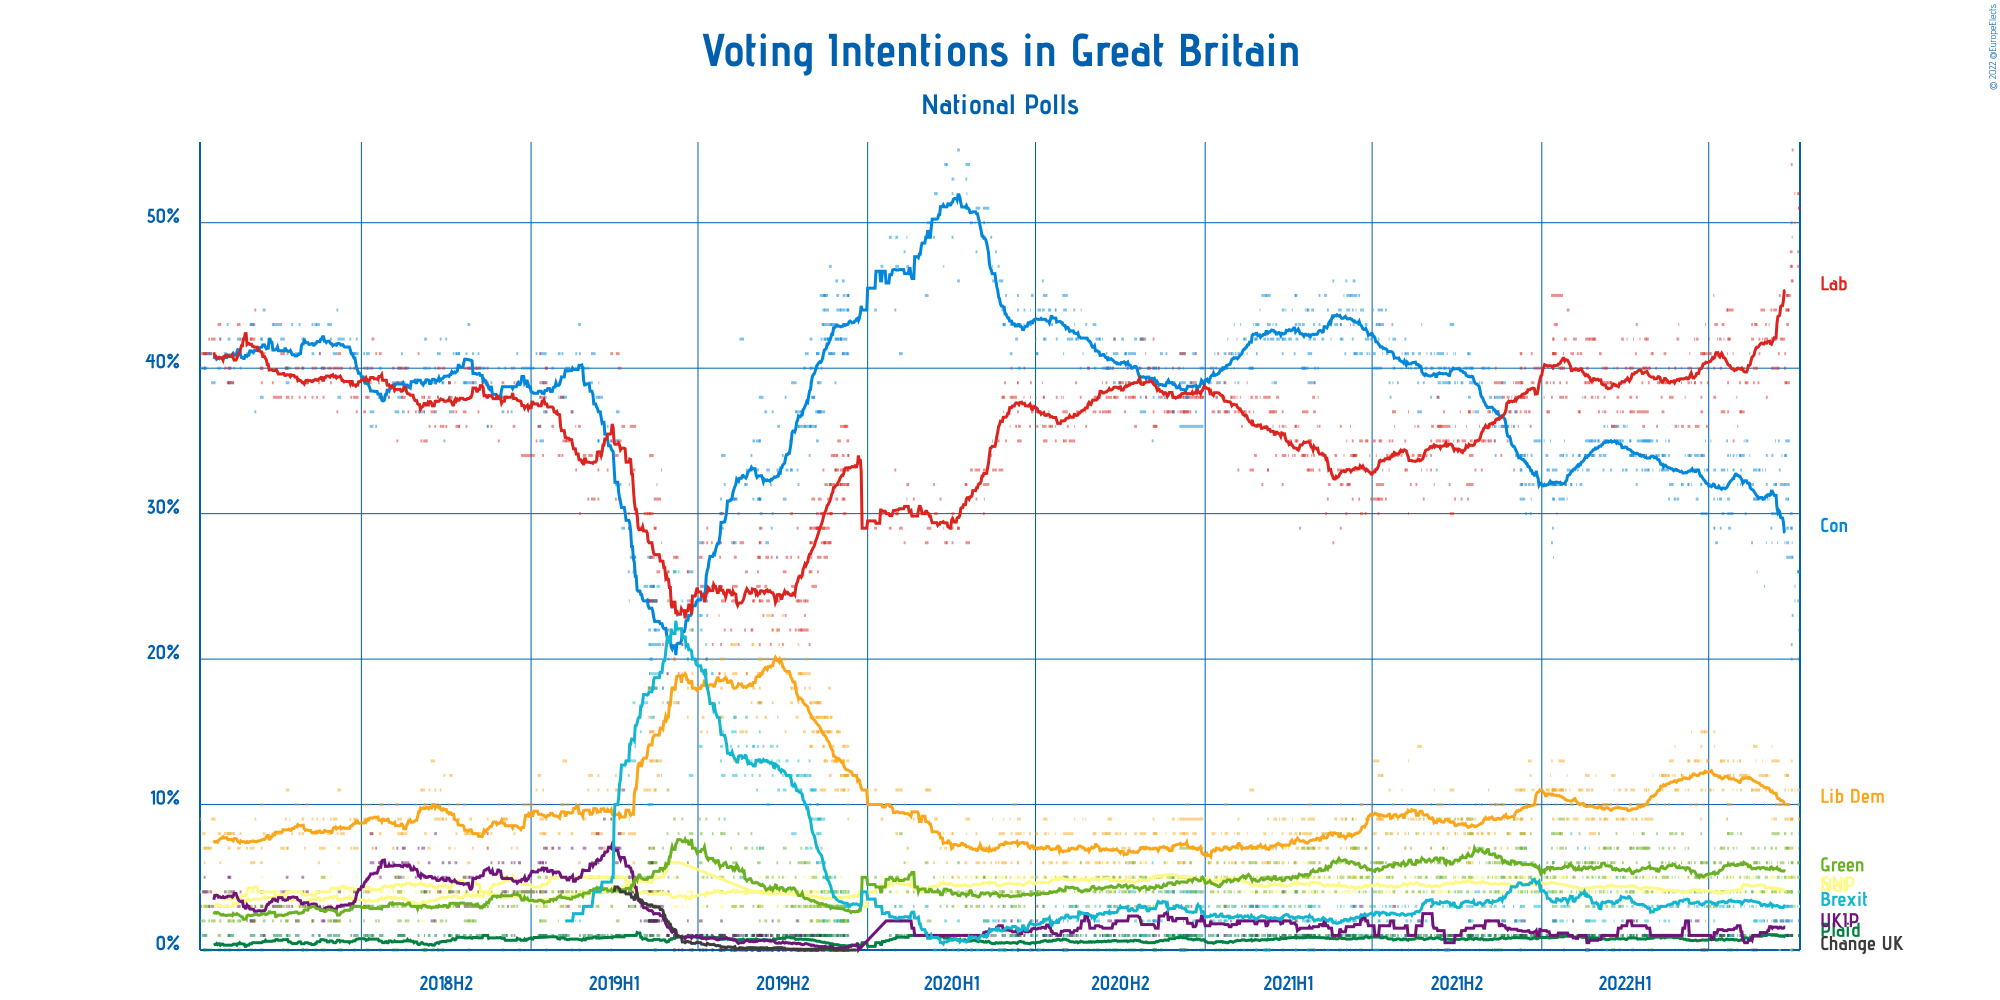 © 2022 @EuropeElects
Voting Intentions in Great Britain
National Polls
50%
40%
30%
20%
10%
0%
Lab
Con
Lib Dem
Green
SNP
Brexit
UKIP
Plaid
Change UK
2018H2
2019H1
2019H2
2020H1
2020H2
2021H1
2021H2
2022H1